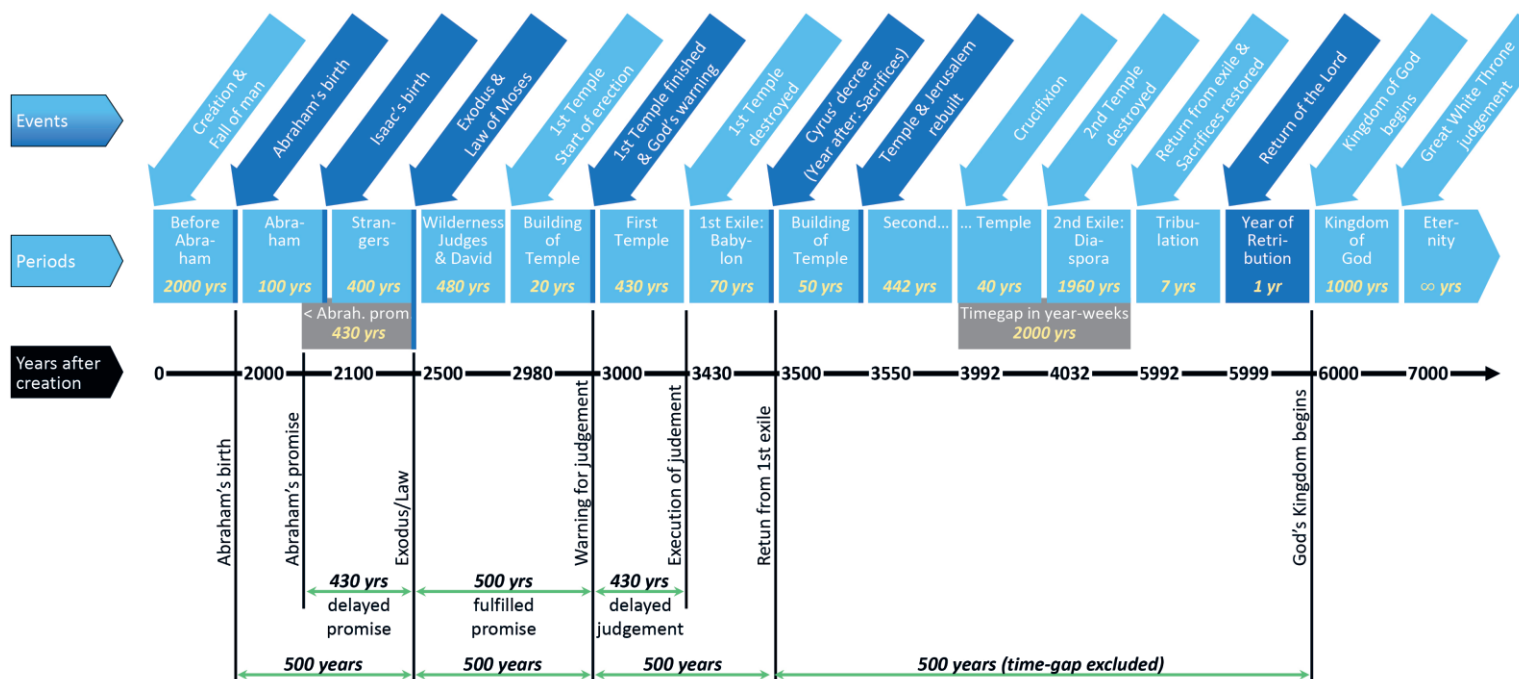 Events
Creátion &
Fall of man
Abraham's birth
Isaac's birth
Exodus &
Law of Moses
1st Temple
Start of erection
1st Temple finished
& God's warning
1st Temple
destroyed
Cyrus' decree
(Year after: Sacrifices)
Temple & Jerusalem
rebuilt
Crucifixion
2nd Temple
destroyed
Return from exile &
Sacrifices restored
Return of the Lord
Kingdom of God
begins
Great White Throne
judgement
Periods
Before
Abra-
ham
2000 yrs
Abra-
ham
100 yrs
Stran-
gers
400 yrs
Wilderness
Judges
& David
480 yrs
Building
of
Temple
20 yrs
First
Temple
430 yrs
1st Exile:
Baby-
lon
70 yrs
Building
of
Temple
50 yrs
Second...
442 yrs
... Temple
40 yrs
2nd Exile:
Dia-
spora
1960 yrs
Tribu-
lation
7 yrs
Year of
Retri-
bution
1 yr
Kingdom
of
God
1000 yrs
Eter-
nity
∞ yrs
< Abrah. prom.
430 yrs
Timegap in year-weeks
2000 yrs
Years after
creation
0
2000
2100
2500
2980
3000
3430
3500
3550
3992
4032
5992
5999
6000
7000
Abraham's birth
Abraham's promise
Exodus/Law
Warning for judgement
Execution of judement
Retun from 1st exile
God's Kingdom begins
430 yrs
delayed
promise
500 yrs
fulfilled
promise
430 yrs
delayed
judgement
500 years
500 years
500 years
500 years (time-gap excluded)